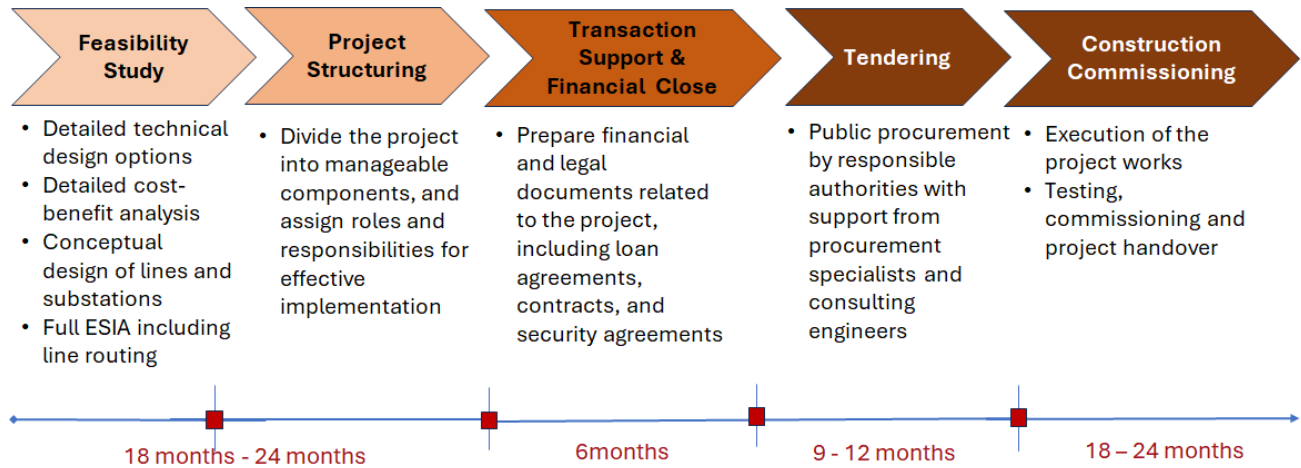 Feasibility
Study
Project
Structuring
Transaction
Support &
Financial Close
Tendering
Construction
Commissioning
• Detailed technical
design options
• Detailed cost-
benefit analysis
• Conceptual
design of lines and
substations
• Full ESIA including
line routing
• Divide the project
into manageable
components, and
assign roles and
responsibilities for
effective
implementation
• Prepare financial
and legal
documents related
to the project,
including loan
agreements,
contracts, and
security agreements
• Public procurement
by responsible
authorities with
support from
procurement
specialists and
consulting
engineers
• Execution of the
project works
• Testing,
commissioning and
project handover
18 months - 24 months
6months
9 - 12 months
18 – 24 months